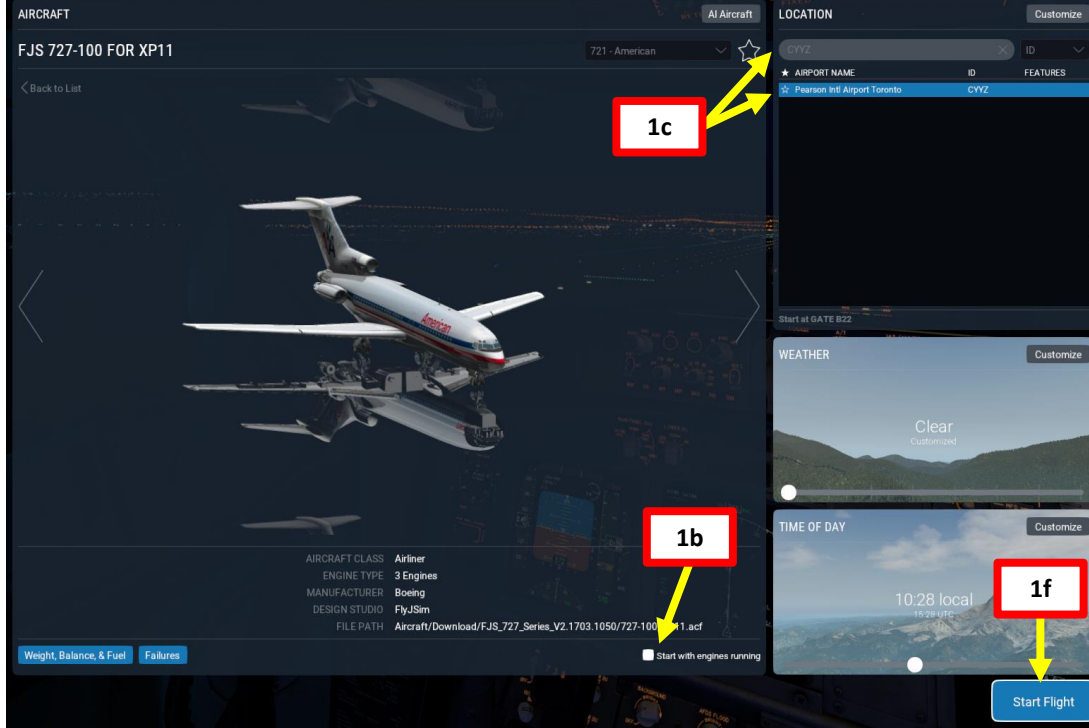 AIRCRAFT
AI Aircraft
FJS 727-100 FOR XP11
721 - American
Back to List
1c
American
1b
AIRCRAFT CLASS Airliner
ENGINE TYPE 3 Engines
MANUFACTURER Boeing
DESIGN STUDIO FlyJSim
FILE PATH Aircraft/Download/FJS_727_Series_V2.1703.1050/727-100 11.acf
Weight, Balance, & Fuel
Failures
Start with engines running
LOCATION
Customize
CYYZ
ID
AIRPORT NAME ID FEATURES
Pearson Intl Airport Toronto CYYZ
Start at GATE B22
WEATHER
Customize
Clear
Customized
TIME OF DAY
Customize
10:28 local
15:28 UTC
1f
Start Flight